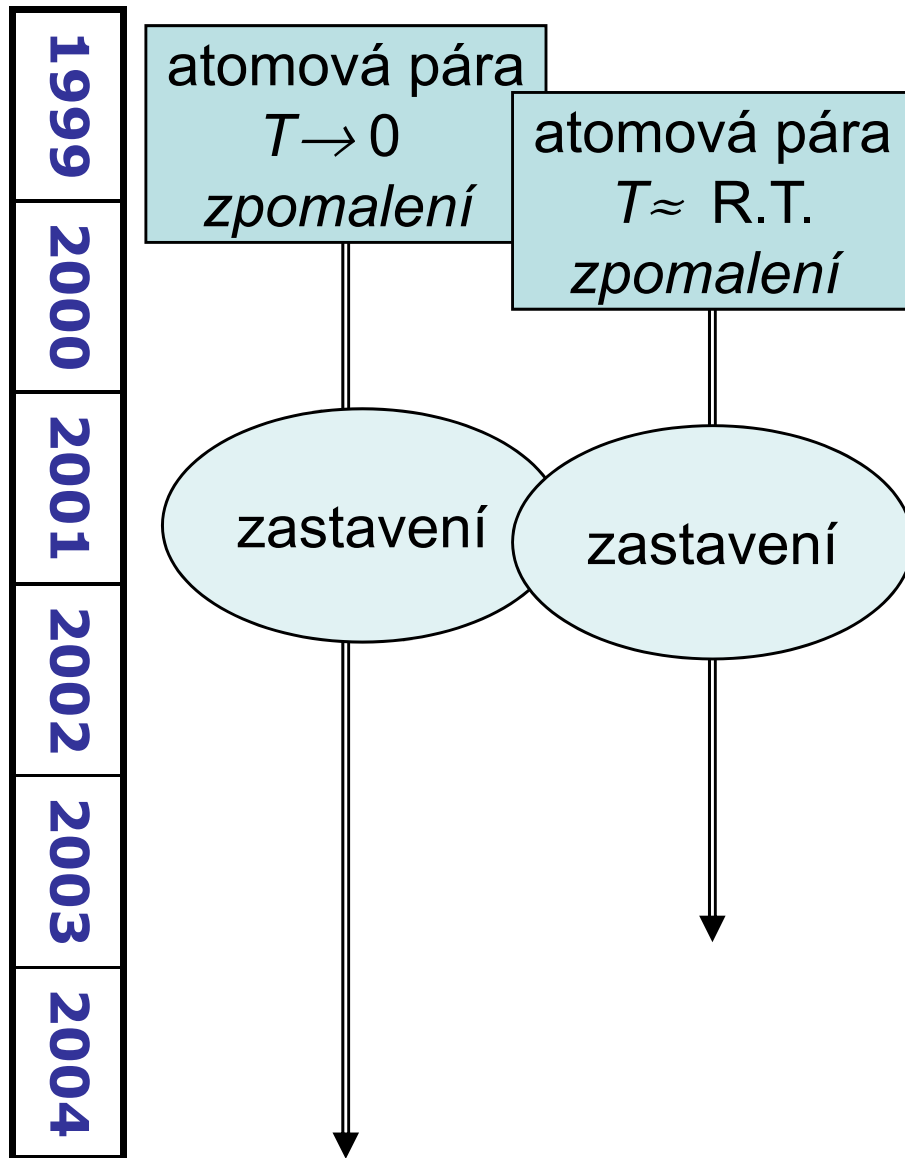 1999
2000
2001
2002
2003
2004
atomová pára
T → 0
zpomalení
atomová pára
T ≈ R.T.
zpomalení
zastavení
zastavení